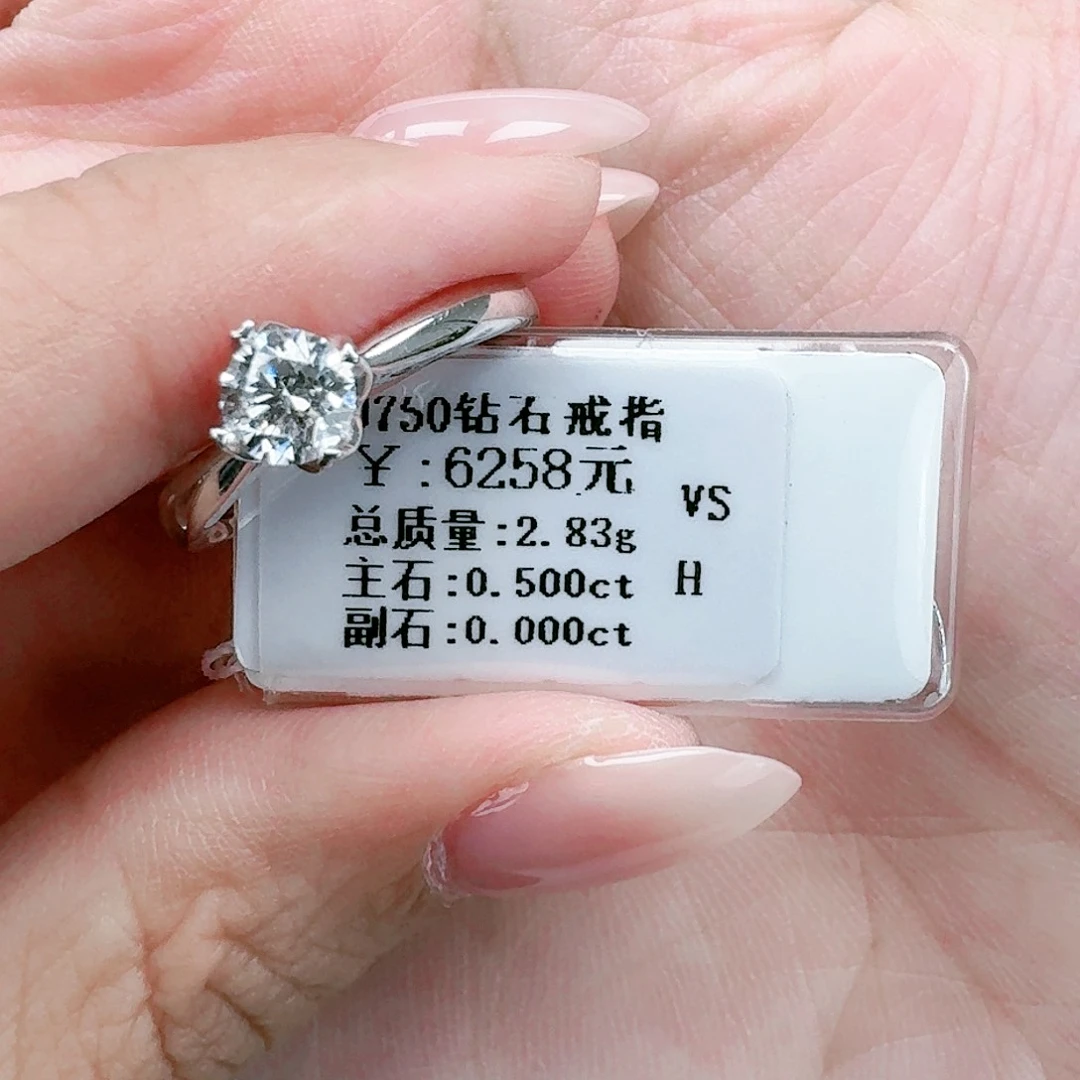 750钻石戒指
￥:6258元
VS
总质量:2.83g
主石:0.500ct H
副石:0.000ct